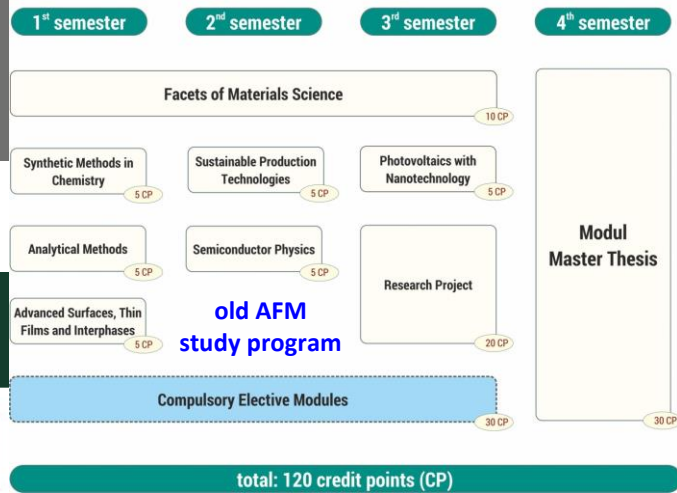 1st semester
2nd semester
3rd semester
4th semester
Facets of Materials Science
10 CP
Synthetic Methods in
Chemistry
5 CP
Sustainable Production
Technologies
5 CP
Photovoltaics with
Nanotechnology
5 CP
Analytical Methods
5 CP
Semiconductor Physics
5 CP
Research Project
20 CP
Modul
Master Thesis
30 CP
Advanced Surfaces, Thin
Films and Interphases
5 CP
old AFM
study program
Compulsory Elective Modules
30 CP
total: 120 credit points (CP)